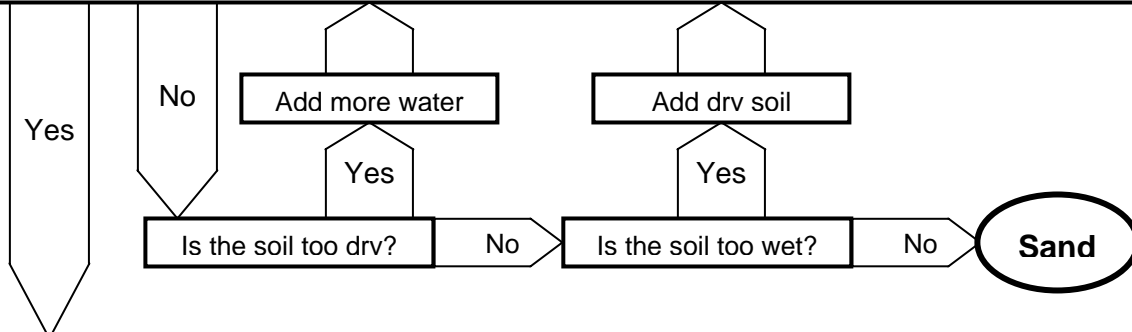 Yes
No
Add more water
Add drv soil
Yes
Yes
Is the soil too drv?
No
Is the soil too wet?
No
Sand